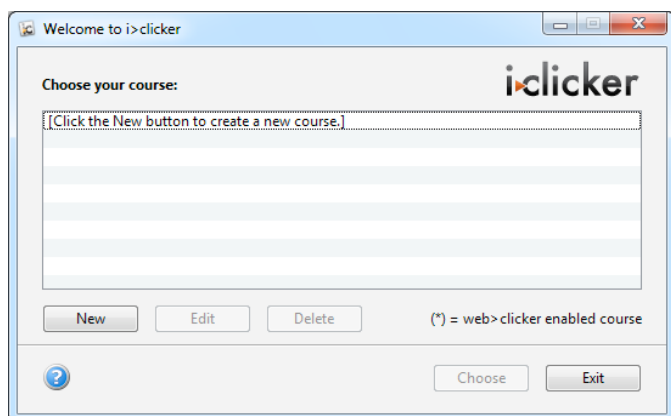 Welcome to i>clicker
Choose your course:
i>clicker
[Click the New button to create a new course.]
New
Edit
Delete
(*) = web>clicker enabled course
?
Choose
Exit